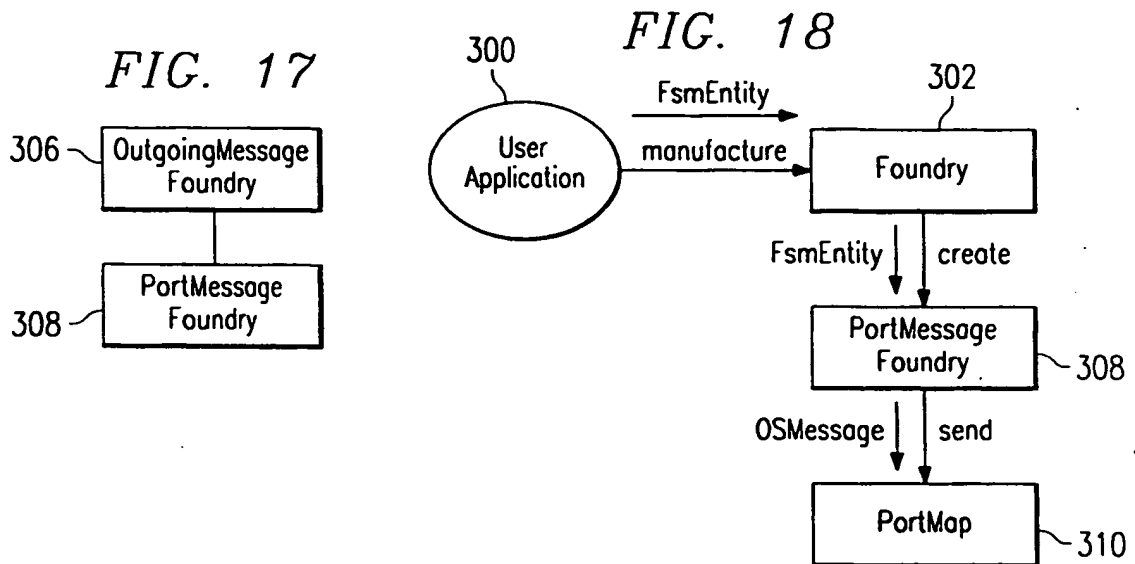 FIG. 17
306
OutgoingMessage
Foundry
PortMessage
Foundry
308
FIG. 18
300
User
Application
FsmEntity
manufacture
302
Foundry
FsmEntity
create
PortMessage
Foundry
308
OSMessage
send
PortMap
310